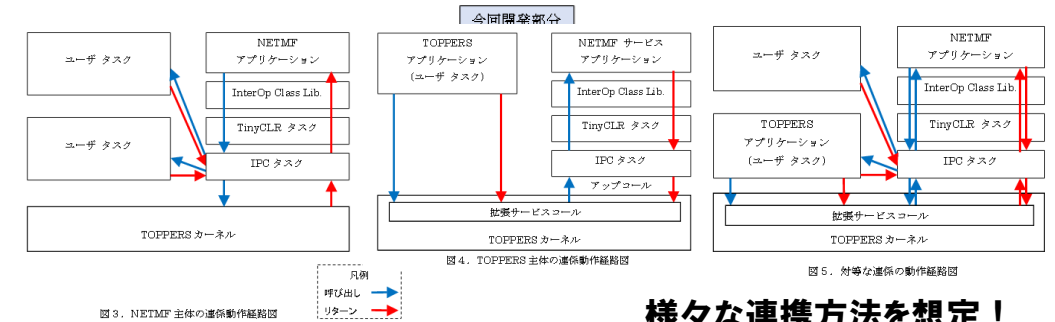 今回開発部分
ユーザ タスク
NETMF
アプリケーション
InterOp Class Lib.
TinyCLR タスク
ユーザ タスク
IPC タスク
TOPPERS カーネル
図3．NETMF 主体の連係動作経路図
凡例
呼び出し
リターン
TOPPERS
アプリケーション
(ユーザ タスク)
NETMF サービス
アプリケーション
InterOp Class Lib.
TinyCLR タスク
IPC タスク
アップコール
拡張サービスコール
TOPPERS カーネル
図4．TOPPERS 主体の連係動作経路図
ユーザ タスク
NETMF
アプリケーション
InterOp Class Lib.
TinyCLR タスク
TOPPERS
アプリケーション
(ユーザ タスク)
IPC タスク
拡張サービスコール
TOPPERS カーネル
図5．対等な連係の動作経路図
様々な連携方法を想定！